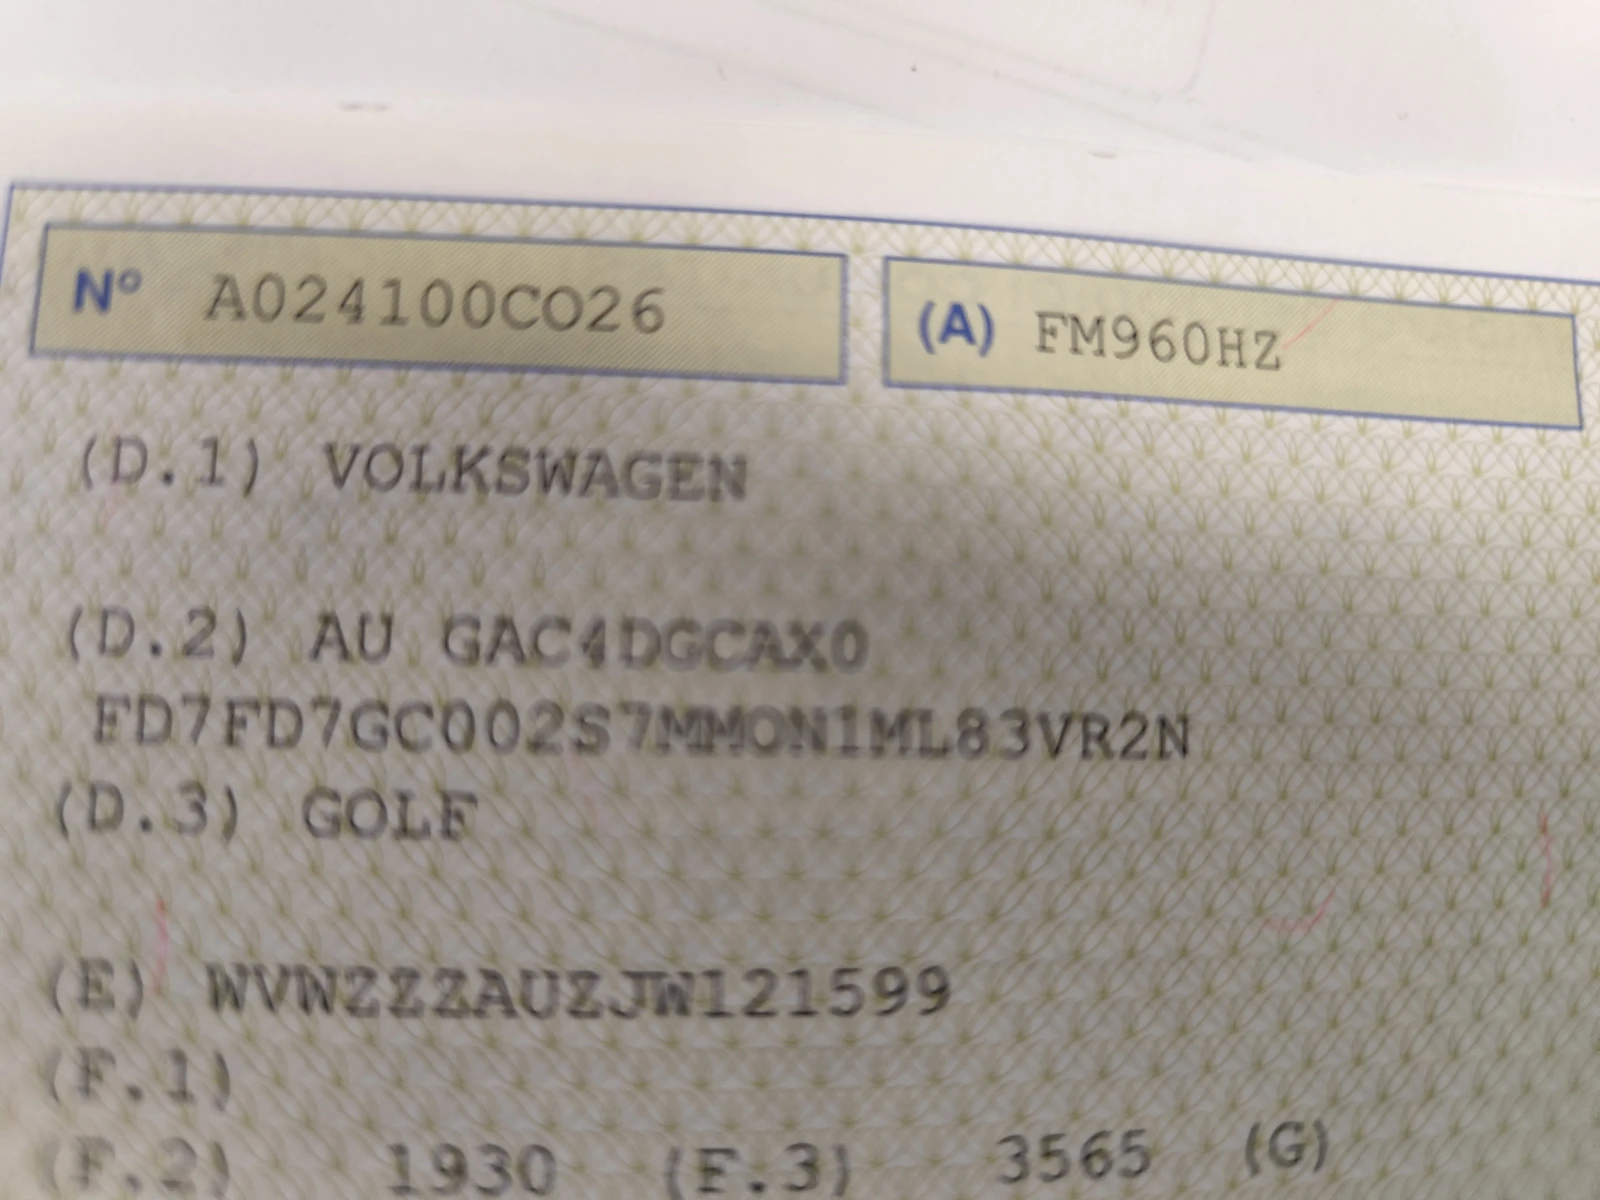 N° A024100CO26 (A) FM960HZ
(D.1) VOLKSWAGEN
(D.2) AU GAC4DGCAX0
FD7FD7GC002S7MMON1ML83VR2N
(D.3) GOLF
(E) WVWZZZAUZJW121599
(F.1)
(F.2) 1930 (F.3) 3565 (G)